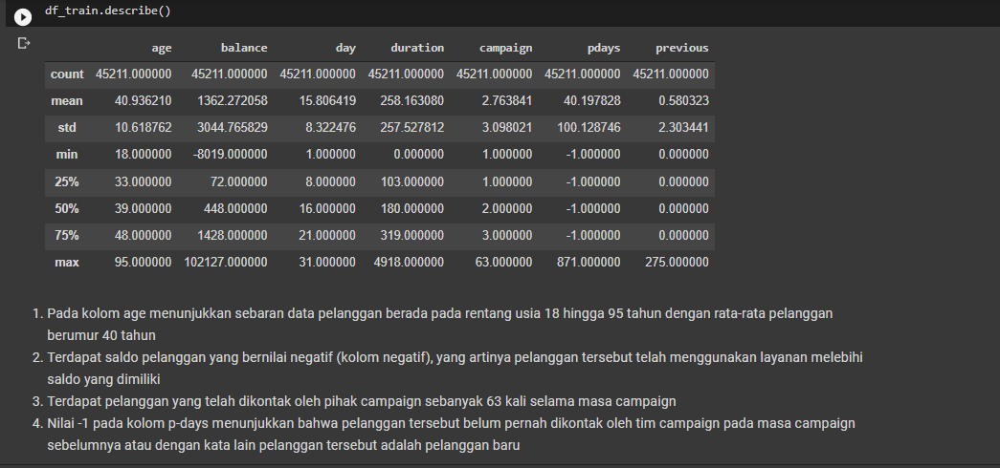 df_train.describe()
age balance day duration campaign pdays previous
count 45211.000000 45211.000000 45211.000000 45211.000000 45211.000000 45211.000000 45211.000000
mean 40.936210 1362.272058 15.806419 258.163080 2.763841 40.197828 0.580323
std 10.618762 3044.765829 8.322476 257.527812 3.098021 100.128746 2.303441
min 18.000000 -8019.000000 1.000000 0.000000 1.000000 -1.000000 0.000000
25% 33.000000 72.000000 8.000000 103.000000 1.000000 -1.000000 0.000000
50% 39.000000 448.000000 16.000000 180.000000 2.000000 -1.000000 0.000000
75% 48.000000 1428.000000 21.000000 319.000000 3.000000 -1.000000 0.000000
max 95.000000 102127.000000 31.000000 4918.000000 63.000000 871.000000 275.000000
1. Pada kolom age menunjukkan sebaran data pelanggan berada pada rentang usia 18 hingga 95 tahun dengan rata-rata pelanggan
berumur 40 tahun
2. Terdapat saldo pelanggan yang bernilai negatif (kolom negatif), yang artinya pelanggan tersebut telah menggunakan layanan melebihi
saldo yang dimiliki
3. Terdapat pelanggan yang telah dikontak oleh pihak campaign sebanyak 63 kali selama masa campaign
4. Nilai -1 pada kolom p-days menunjukkan bahwa pelanggan tersebut belum pernah dikontak oleh tim campaign pada masa campaign
sebelumnya atau dengan kata lain pelanggan tersebut adalah pelanggan baru